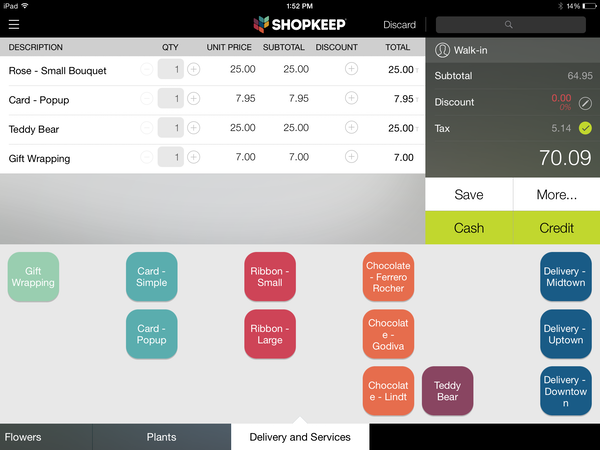 iPad 1:52 PM 14%
SHOPKEEP Discard
DESCRIPTION QTY UNIT PRICE SUBTOTAL DISCOUNT TOTAL
Rose - Small Bouquet 1 25.00 25.00 25.00 T
Card - Popup 1 7.95 7.95 7.95 T
Teddy Bear 1 25.00 25.00 25.00 T
Gift Wrapping 1 7.00 7.00 7.00
Walk-in
Subtotal 64.95
Discount 0.00
0%
Tax 5.14
70.09
Save More...
Cash Credit
Gift
Wrapping
Card -
Simple
Ribbon -
Small
Chocolate
- Ferrero
Rocher
Delivery -
Midtown
Card -
Popup
Ribbon -
Large
Chocolat
e -
Godiva
Delivery -
Uptown
Chocolat
e - Lindt
Teddy
Bear
Delivery -
Downtow
n
Flowers Plants Delivery and Services